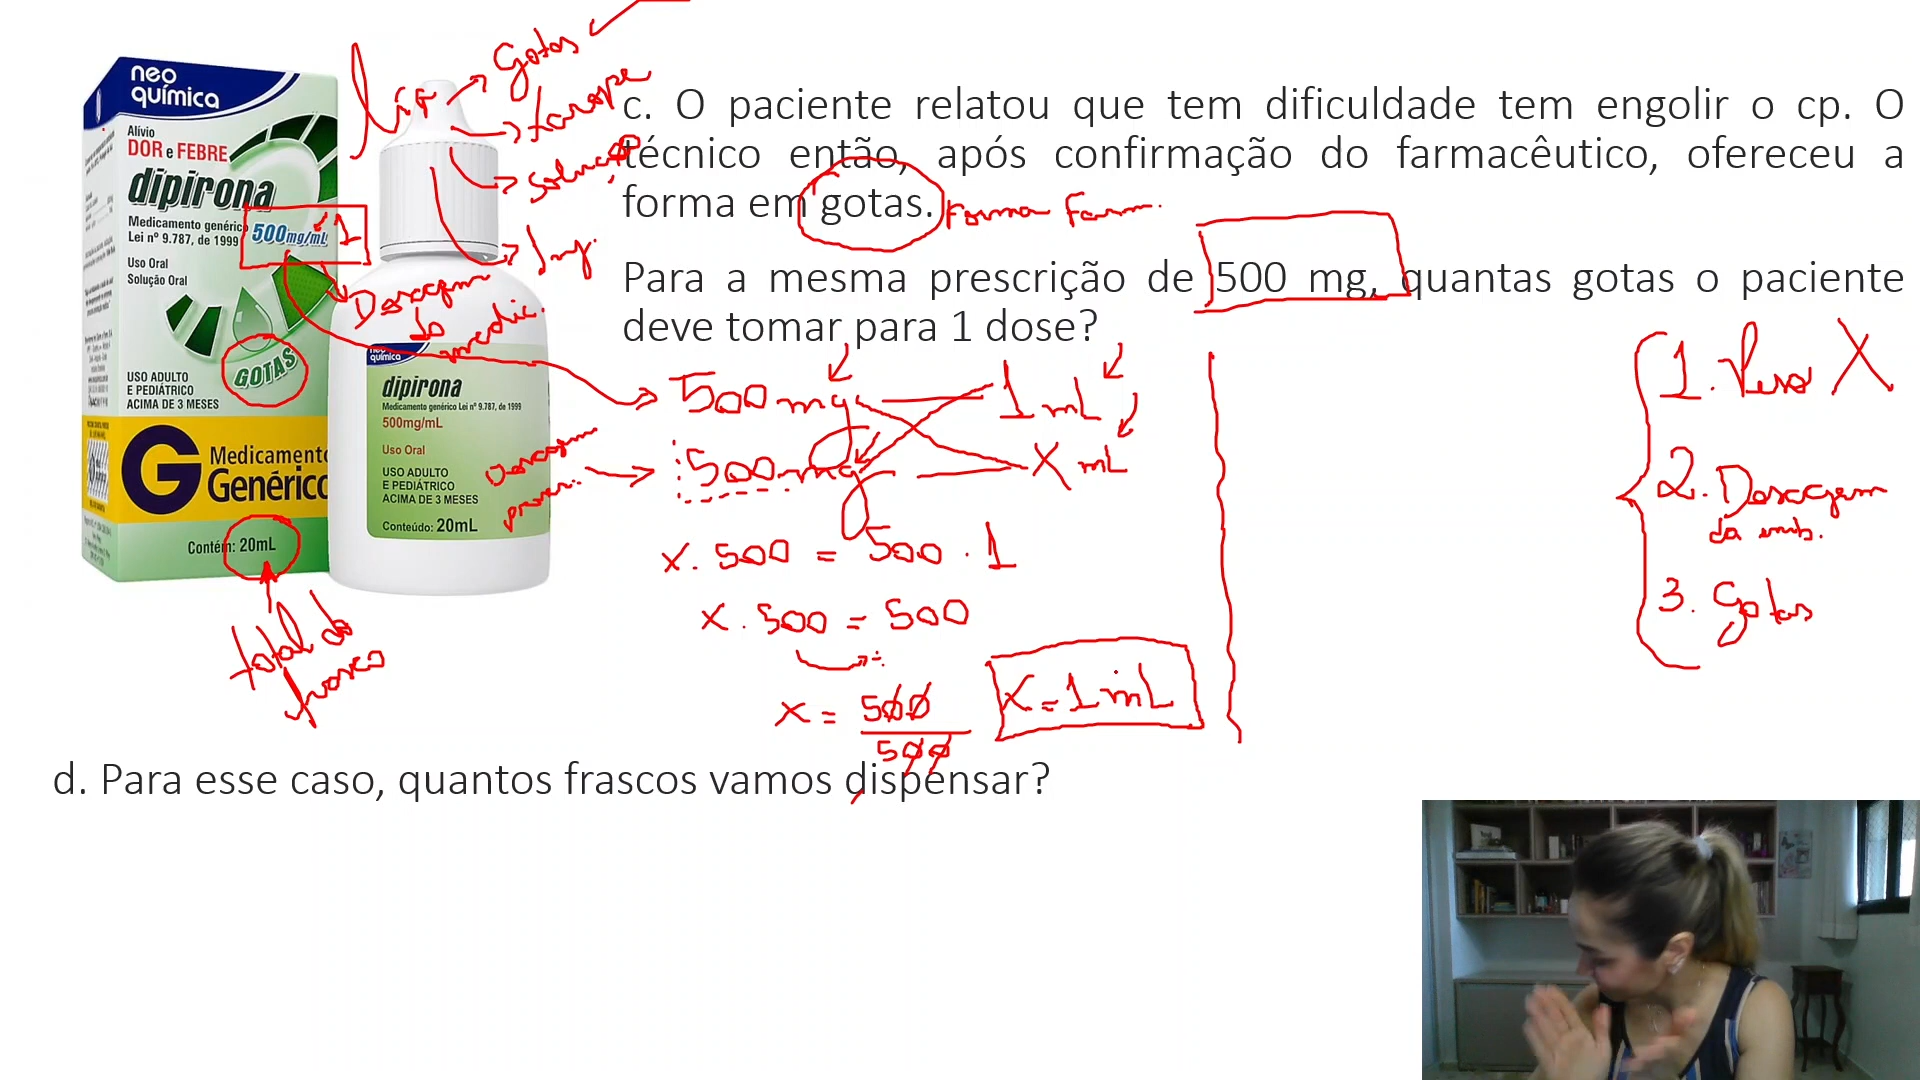 neo
química
Alívio
DOR e FEBRE
dipirona
Medicamento genérico
Lei nº 9.787, de 1999
500mg/mL 1
Uso Oral
Solução Oral
GOTAS
USO ADULTO
E PEDIÁTRICO
ACIMA DE 3 MESES
G Medicamento
Genérico
Contém: 20mL
total do
frasco
Líq
Gotas
xarope
solução
Inj.
Dosagem
do
medic.
química
dipirona
Medicamento genérico Lei nº 9.787, de 1999
500mg/mL
Uso Oral
USO ADULTO
E PEDIÁTRICO
ACIMA DE 3 MESES
Conteúdo: 20mL
c. O paciente relatou que tem dificuldade tem engolir o cp. O
técnico então, após confirmação do farmacêutico, ofereceu a
forma em gotas. Forma Farm.
Para a mesma prescrição de 500 mg, quantas gotas o paciente
deve tomar para 1 dose?
500 mg 1 mL
Dosagem
500 mg X mL
x . 500 = 500 . 1
x . 500 = 500
÷
x = 500
500
X = 1 mL
1. Peso X
2. Dosagem
da emb.
3. Gotas
d. Para esse caso, quantos frascos vamos dispensar?